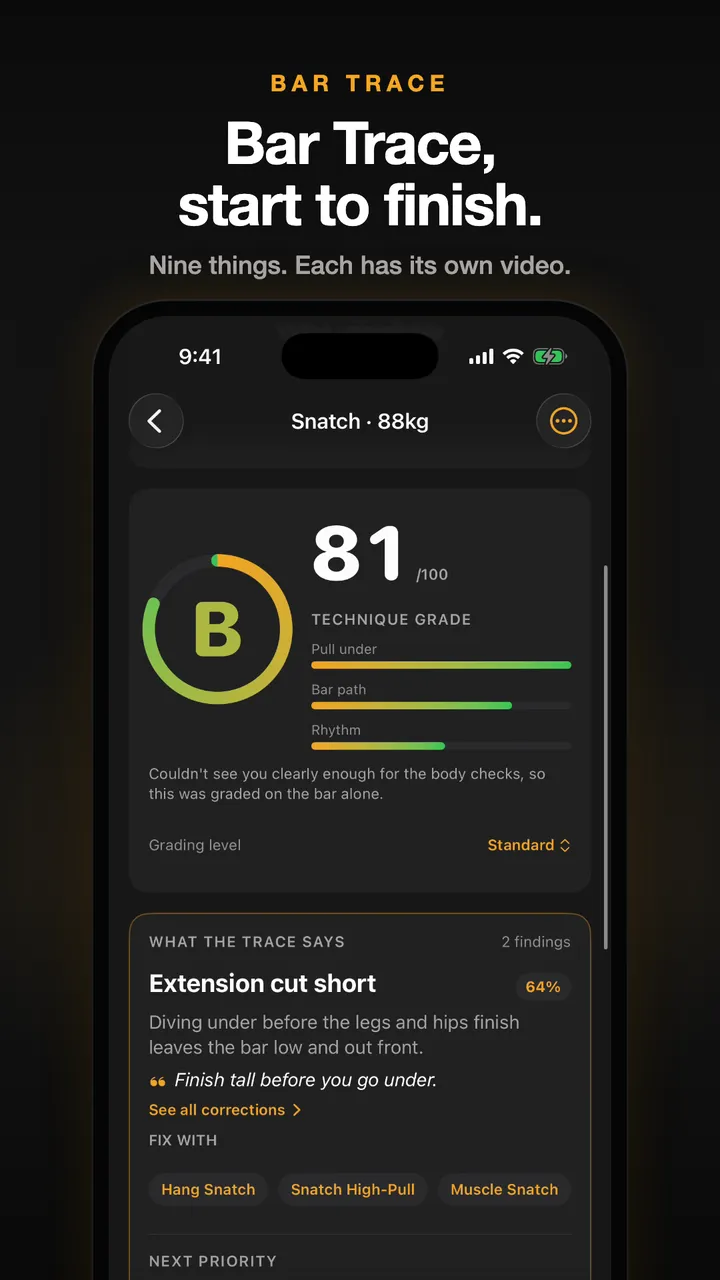 BAR TRACE
Bar Trace,
start to finish.
Nine things. Each has its own video.
9:41
Snatch · 88kg
81 /100
B
TECHNIQUE GRADE
Pull under
Bar path
Rhythm
Couldn't see you clearly enough for the body checks, so
this was graded on the bar alone.
Grading level Standard
WHAT THE TRACE SAYS 2 findings
Extension cut short 64%
Diving under before the legs and hips finish
leaves the bar low and out front.
“ Finish tall before you go under.
See all corrections
FIX WITH
Hang Snatch Snatch High-Pull Muscle Snatch
NEXT PRIORITY